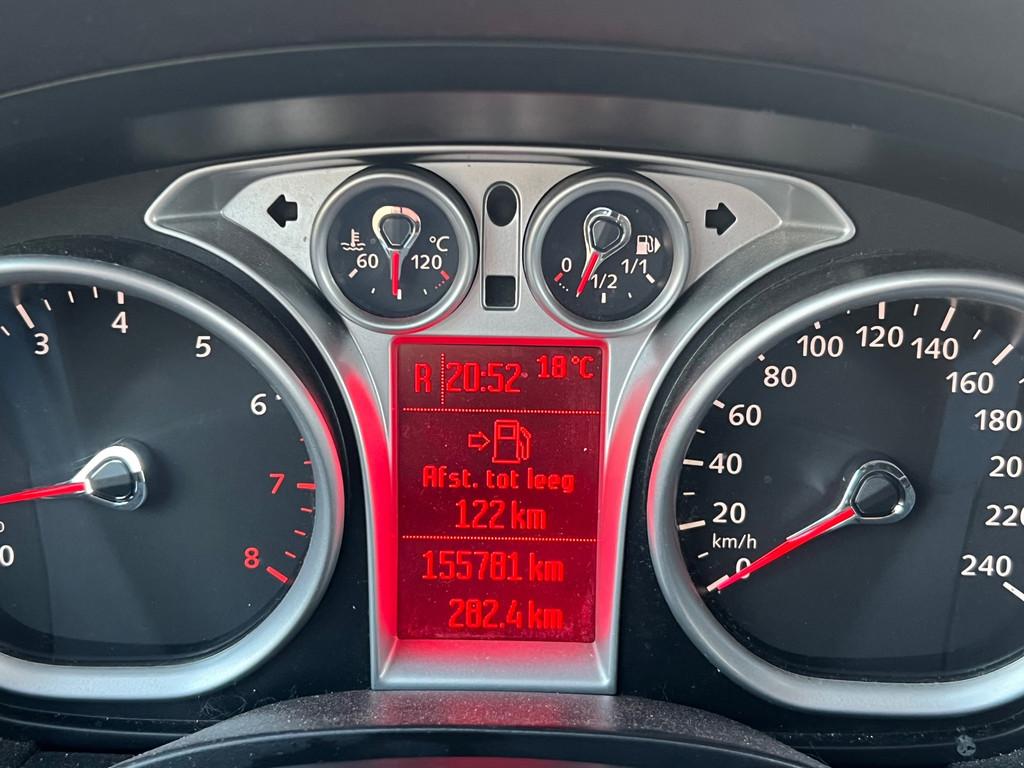 60 120 °C
0 1/2 1/1
3 4 5 6 7 8
R 20:52 18 °C
Afst. tot leeg
122 km
155781 km
282.4 km
0 20 40 60 80 100 120 140 160 180 240
km/h